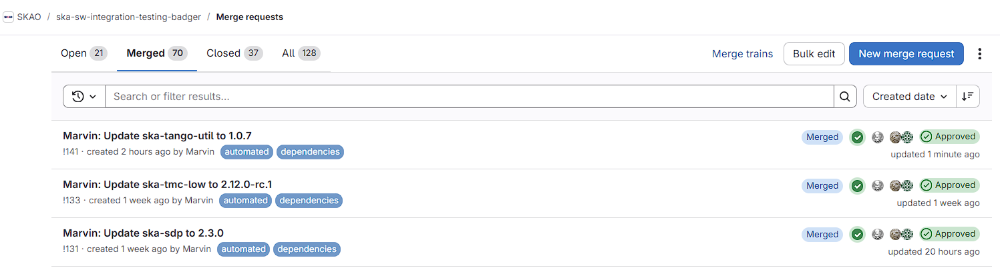 SKAO SKAO / ska-sw-integration-testing-badger / Merge requests
Open 21 Merged 70 Closed 37 All 128 Merge trains Bulk edit New merge request
Search or filter results... Created date
Marvin: Update ska-tango-util to 1.0.7 Merged Approved
!141 · created 2 hours ago by Marvin automated dependencies updated 1 minute ago
Marvin: Update ska-tmc-low to 2.12.0-rc.1 Merged Approved
!133 · created 1 week ago by Marvin automated dependencies updated 1 week ago
Marvin: Update ska-sdp to 2.3.0 Merged Approved
!131 · created 1 week ago by Marvin automated dependencies updated 20 hours ago